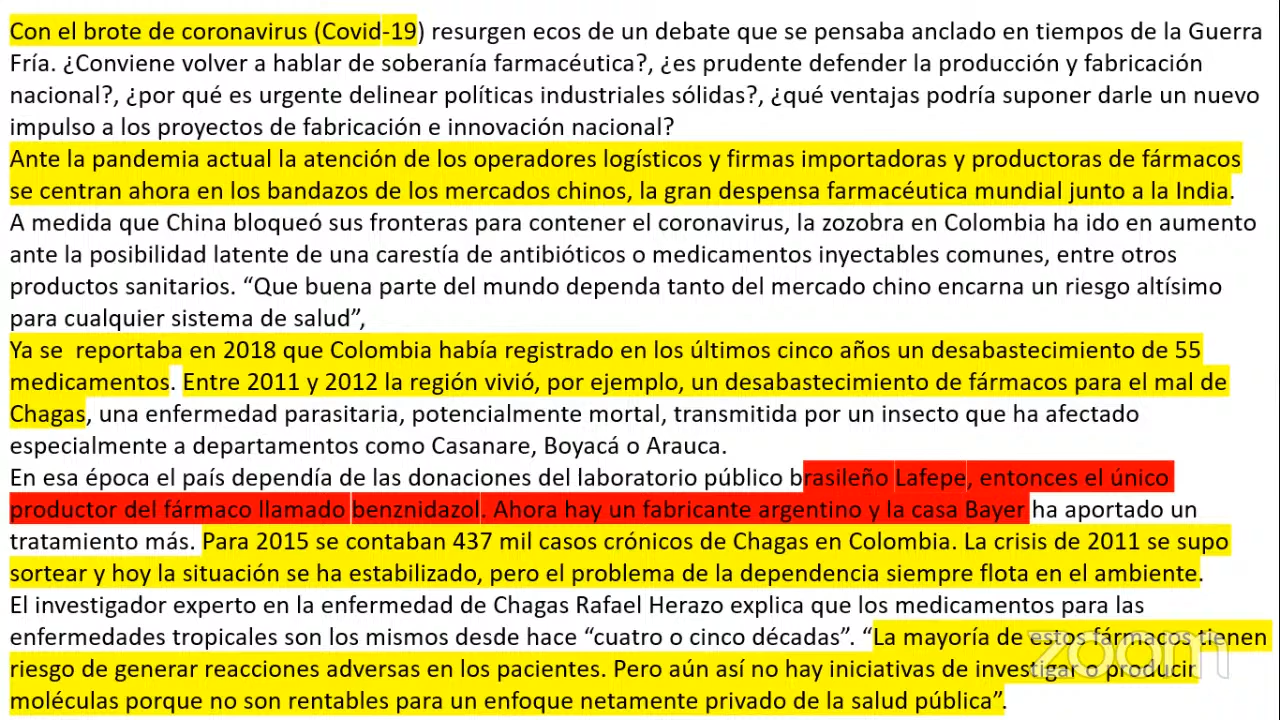 Con el brote de coronavirus (Covid-19) resurgen ecos de un debate que se pensaba anclado en tiempos de la Guerra
Fría. ¿Conviene volver a hablar de soberanía farmacéutica?, ¿es prudente defender la producción y fabricación
nacional?, ¿por qué es urgente delinear políticas industriales sólidas?, ¿qué ventajas podría suponer darle un nuevo
impulso a los proyectos de fabricación e innovación nacional?
Ante la pandemia actual la atención de los operadores logísticos y firmas importadoras y productoras de fármacos
se centran ahora en los bandazos de los mercados chinos, la gran despensa farmacéutica mundial junto a la India.
A medida que China bloqueó sus fronteras para contener el coronavirus, la zozobra en Colombia ha ido en aumento
ante la posibilidad latente de una carestía de antibióticos o medicamentos inyectables comunes, entre otros
productos sanitarios. “Que buena parte del mundo dependa tanto del mercado chino encarna un riesgo altísimo
para cualquier sistema de salud”,
Ya se  reportaba en 2018 que Colombia había registrado en los últimos cinco años un desabastecimiento de 55
medicamentos. Entre 2011 y 2012 la región vivió, por ejemplo, un desabastecimiento de fármacos para el mal de
Chagas, una enfermedad parasitaria, potencialmente mortal, transmitida por un insecto que ha afectado
especialmente a departamentos como Casanare, Boyacá o Arauca.
En esa época el país dependía de las donaciones del laboratorio público brasileño Lafepe, entonces el único
productor del fármaco llamado benznidazol. Ahora hay un fabricante argentino y la casa Bayer ha aportado un
tratamiento más. Para 2015 se contaban 437 mil casos crónicos de Chagas en Colombia. La crisis de 2011 se supo
sortear y hoy la situación se ha estabilizado, pero el problema de la dependencia siempre flota en el ambiente.
El investigador experto en la enfermedad de Chagas Rafael Herazo explica que los medicamentos para las
enfermedades tropicales son los mismos desde hace “cuatro o cinco décadas”. “La mayoría de estos fármacos tienen
riesgo de generar reacciones adversas en los pacientes. Pero aún así no hay iniciativas de investigar o producir
moléculas porque no son rentables para un enfoque netamente privado de la salud pública”.
zoom